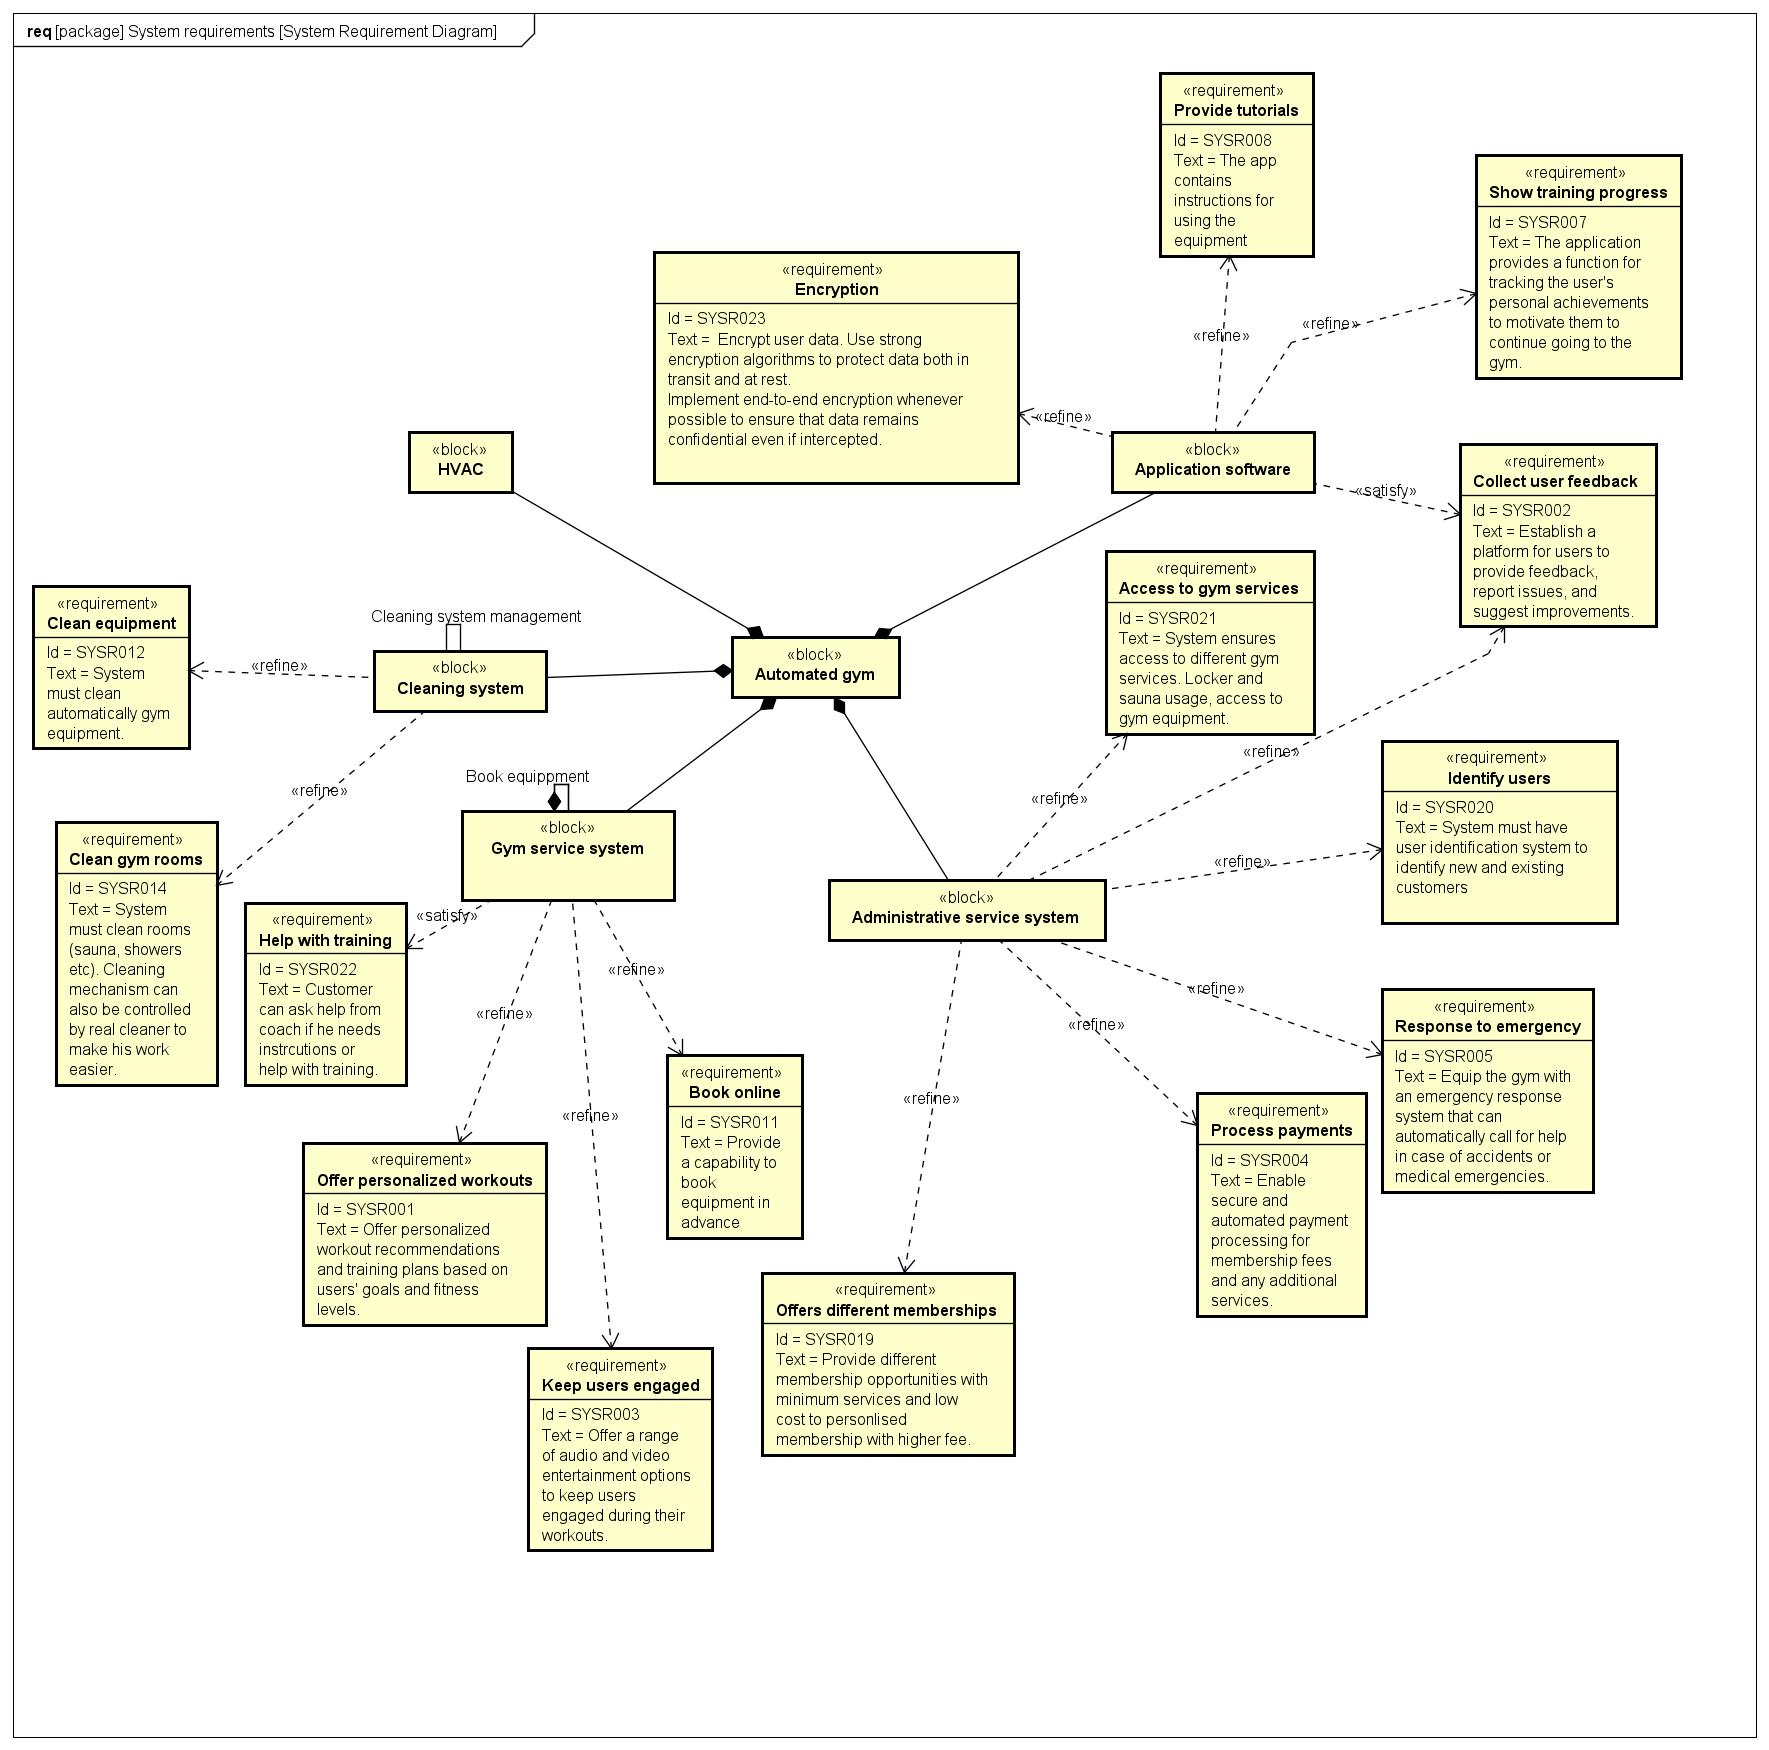 req [package] System requirements [System Requirement Diagram]
«requirement»
Provide tutorials
Id = SYSR008
Text = The app
contains
instructions for
using the
equipment
«requirement»
Show training progress
Id = SYSR007
Text = The application
provides a function for
tracking the user's
personal achievements
to motivate them to
continue going to the
gym.
«requirement»
Encryption
Id = SYSR023
Text =  Encrypt user data. Use strong
encryption algorithms to protect data both in
transit and at rest.
Implement end-to-end encryption whenever
possible to ensure that data remains
confidential even if intercepted.
«refine»
«refine»
«refine»
«block»
HVAC
«block»
Application software
«satisfy»
«requirement»
Collect user feedback
Id = SYSR002
Text = Establish a
platform for users to
provide feedback,
report issues, and
suggest improvements.
«requirement»
Access to gym services
Id = SYSR021
Text = System ensures
access to different gym
services. Locker and
sauna usage, access to
gym equipment.
«requirement»
Clean equipment
Id = SYSR012
Text = System
must clean
automatically gym
equipment.
«refine»
Cleaning system management
«block»
Cleaning system
«block»
Automated gym
«refine»
«refine»
«refine»
«requirement»
Identify users
Id = SYSR020
Text = System must have
user identification system to
identify new and existing
customers
«refine»
Book equippment
«block»
Gym service system
«requirement»
Clean gym rooms
Id = SYSR014
Text = System
must clean rooms
(sauna, showers
etc). Cleaning
mechanism can
also be controlled
by real cleaner to
make his work
easier.
«block»
Administrative service system
«satisfy»
«requirement»
Help with training
Id = SYSR022
Text = Customer
can ask help from
coach if he needs
instrcutions or
help with training.
«refine»
«refine»
«refine»
«refine»
«refine»
«refine»
«requirement»
Response to emergency
Id = SYSR005
Text = Equip the gym with
an emergency response
system that can
automatically call for help
in case of accidents or
medical emergencies.
«requirement»
Book online
Id = SYSR011
Text = Provide
a capability to
book
equipment in
advance
«requirement»
Process payments
Id = SYSR004
Text = Enable
secure and
automated payment
processing for
membership fees
and any additional
services.
«requirement»
Offer personalized workouts
Id = SYSR001
Text = Offer personalized
workout recommendations
and training plans based on
users' goals and fitness
levels.
«requirement»
Offers different memberships
Id = SYSR019
Text = Provide different
membership opportunities with
minimum services and low
cost to personlised
membership with higher fee.
«requirement»
Keep users engaged
Id = SYSR003
Text = Offer a range
of audio and video
entertainment options
to keep users
engaged during their
workouts.